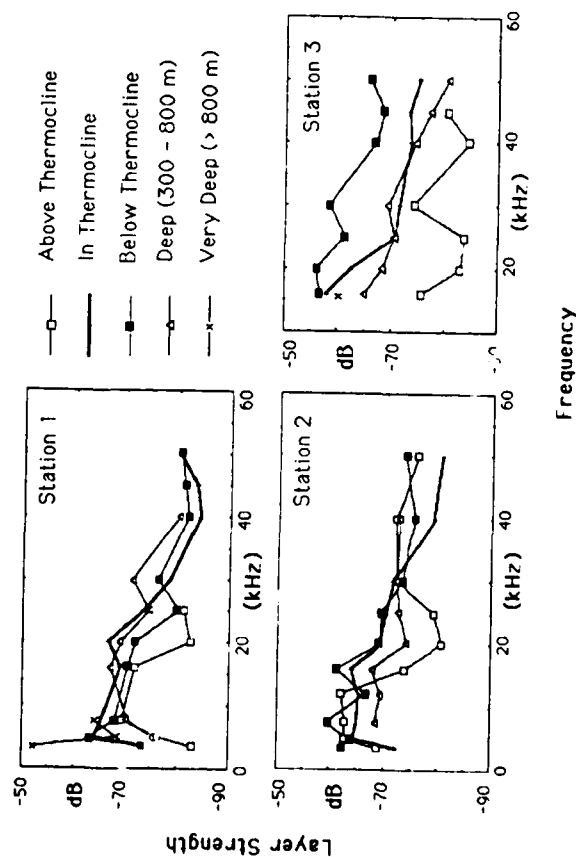 Above Thermocline
In Thermocline
Below Thermocline
Deep (300 - 800 m)
Very Deep (> 800 m)
Layer Strength
Station 1
-50
dB
-70
-90
0
20
(kHz)
40
60
Station 2
-50
dB
-70
-90
0
20
(kHz)
40
60
Station 3
-50
dB
-70
20
(kHz)
40
60
Frequency